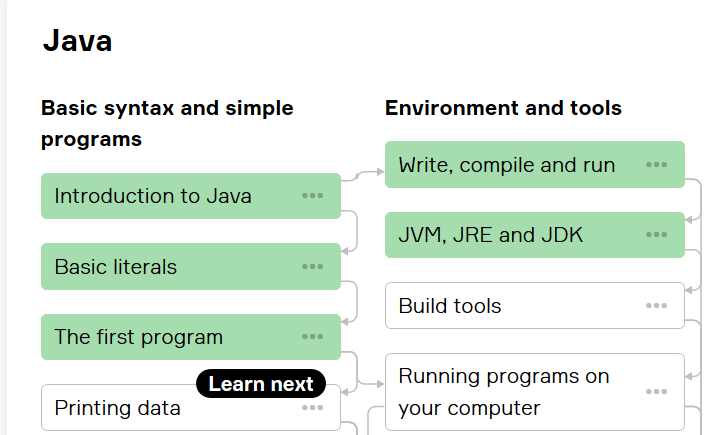 Java
Basic syntax and simple
programs
Introduction to Java
Basic literals
The first program
Learn next
Printing data
Environment and tools
Write, compile and run
JVM, JRE and JDK
Build tools
Running programs on
your computer